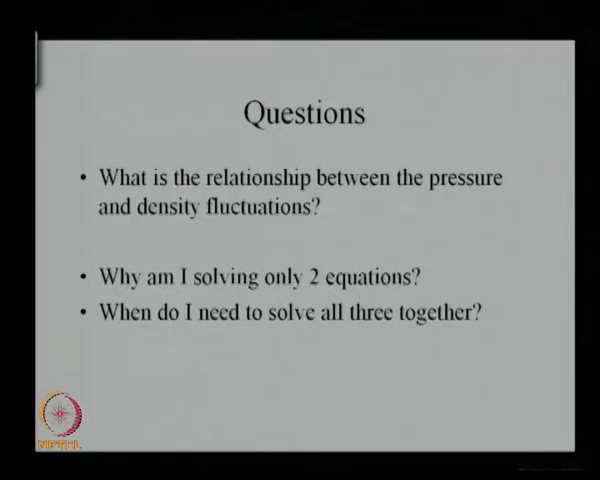 Questions
• What is the relationship between the pressure
and density fluctuations?
• Why am I solving only 2 equations?
• When do I need to solve all three together?
NPTEL